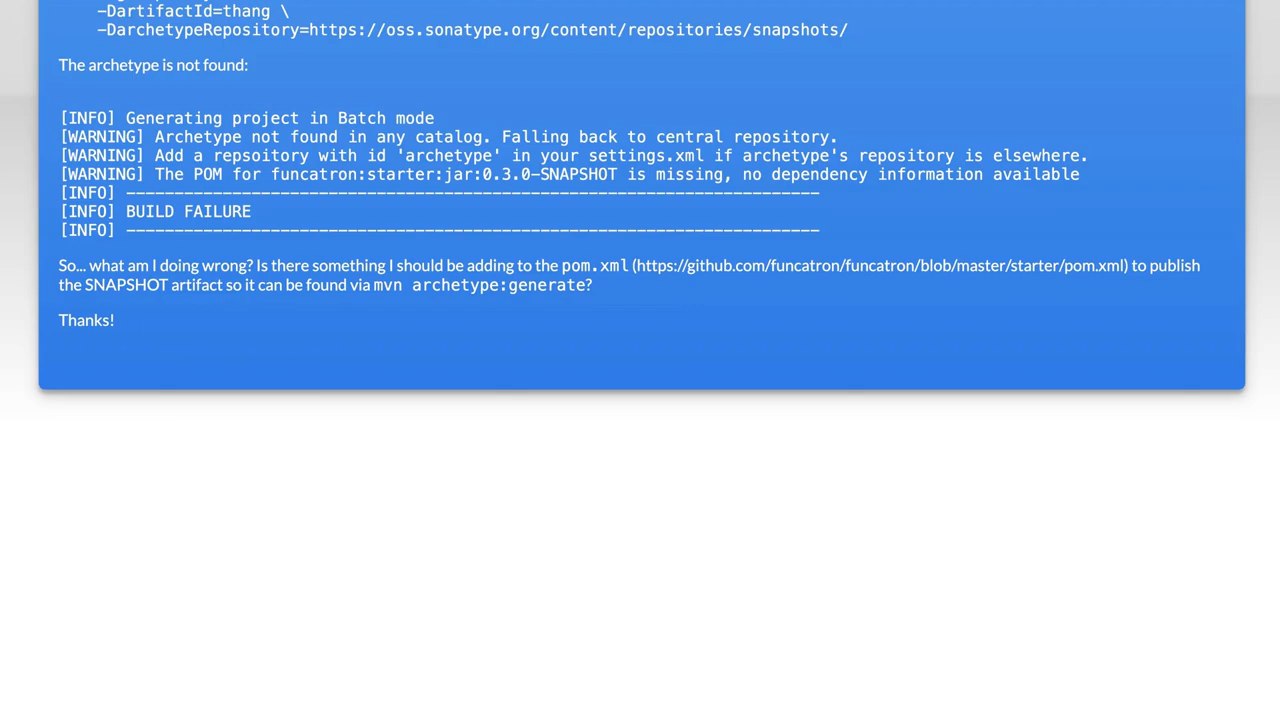 -DartifactId=thang \
-DarchetypeRepository=https://oss.sonatype.org/content/repositories/snapshots/
The archetype is not found:
[INFO] Generating project in Batch mode
[WARNING] Archetype not found in any catalog. Falling back to central repository.
[WARNING] Add a repsoitory with id 'archetype' in your settings.xml if archetype's repository is elsewhere.
[WARNING] The POM for funcatron:starter:jar:0.3.0-SNAPSHOT is missing, no dependency information available
[INFO] ------------------------------------------------------------------------
[INFO] BUILD FAILURE
[INFO] ------------------------------------------------------------------------
So... what am I doing wrong? Is there something I should be adding to the pom.xml (https://github.com/funcatron/funcatron/blob/master/starter/pom.xml) to publish
the SNAPSHOT artifact so it can be found via mvn archetype:generate?
Thanks!